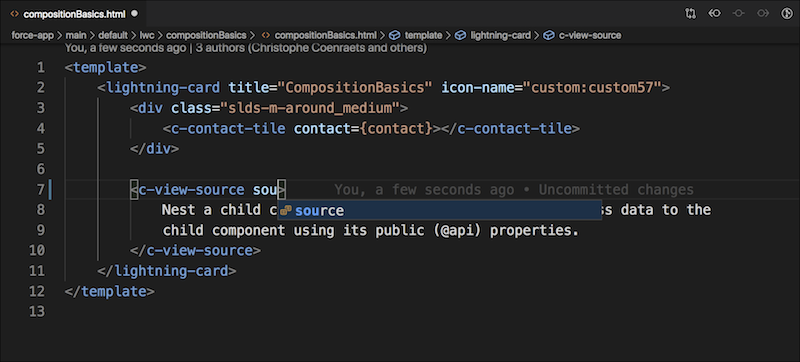 compositionBasics.html
force-app > main > default > lwc > compositionBasics > compositionBasics.html > template > lightning-card > c-view-source
You, a few seconds ago | 3 authors (Christophe Coenraets and others)
1 <template>
2 <lightning-card title="CompositionBasics" icon-name="custom:custom57">
3 <div class="slds-m-around_medium">
4 <c-contact-tile contact={contact}></c-contact-tile>
5 </div>
6
7 <c-view-source sou> You, a few seconds ago • Uncommitted changes
source
8 Nest a child data to the
9 child component using its public (@api) properties.
10 </c-view-source>
11 </lightning-card>
12 </template>
13